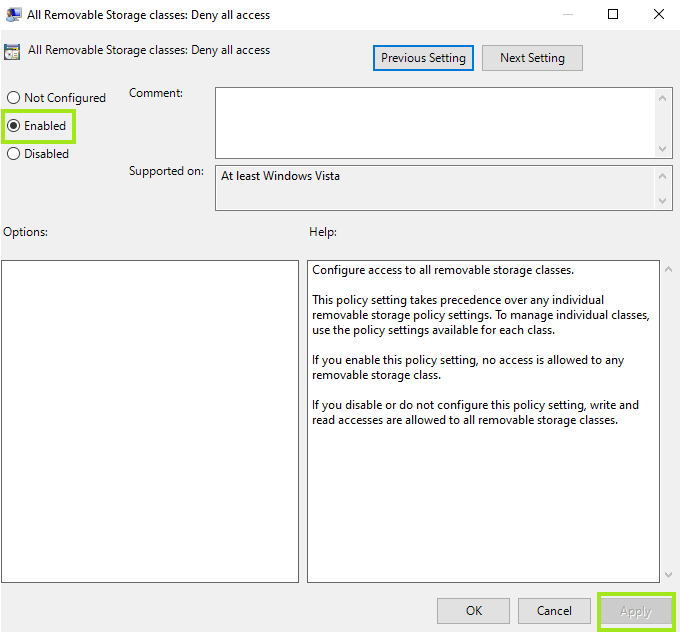 All Removable Storage classes: Deny all access
All Removable Storage classes: Deny all access
Previous Setting
Next Setting
Not Configured
Enabled
Disabled
Comment:
Supported on:
At least Windows Vista
Options:
Help:
Configure access to all removable storage classes.
This policy setting takes precedence over any individual
removable storage policy settings. To manage individual classes,
use the policy settings available for each class.
If you enable this policy setting, no access is allowed to any
removable storage class.
If you disable or do not configure this policy setting, write and
read accesses are allowed to all removable storage classes.
OK
Cancel
Apply